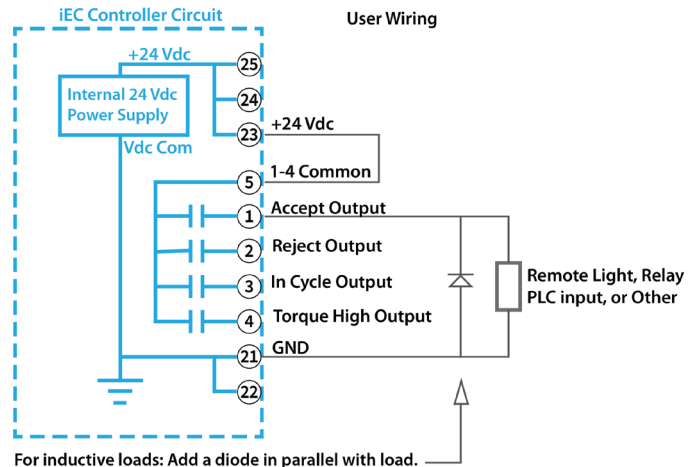 iEC Controller Circuit
User Wiring
+24 Vdc
25
Internal 24 Vdc
Power Supply
24
23
+24 Vdc
Vdc Com
5
1-4 Common
1
Accept Output
2
Reject Output
3
In Cycle Output
Remote Light, Relay
PLC input, or Other
4
Torque High Output
21
GND
22
For inductive loads: Add a diode in parallel with load.